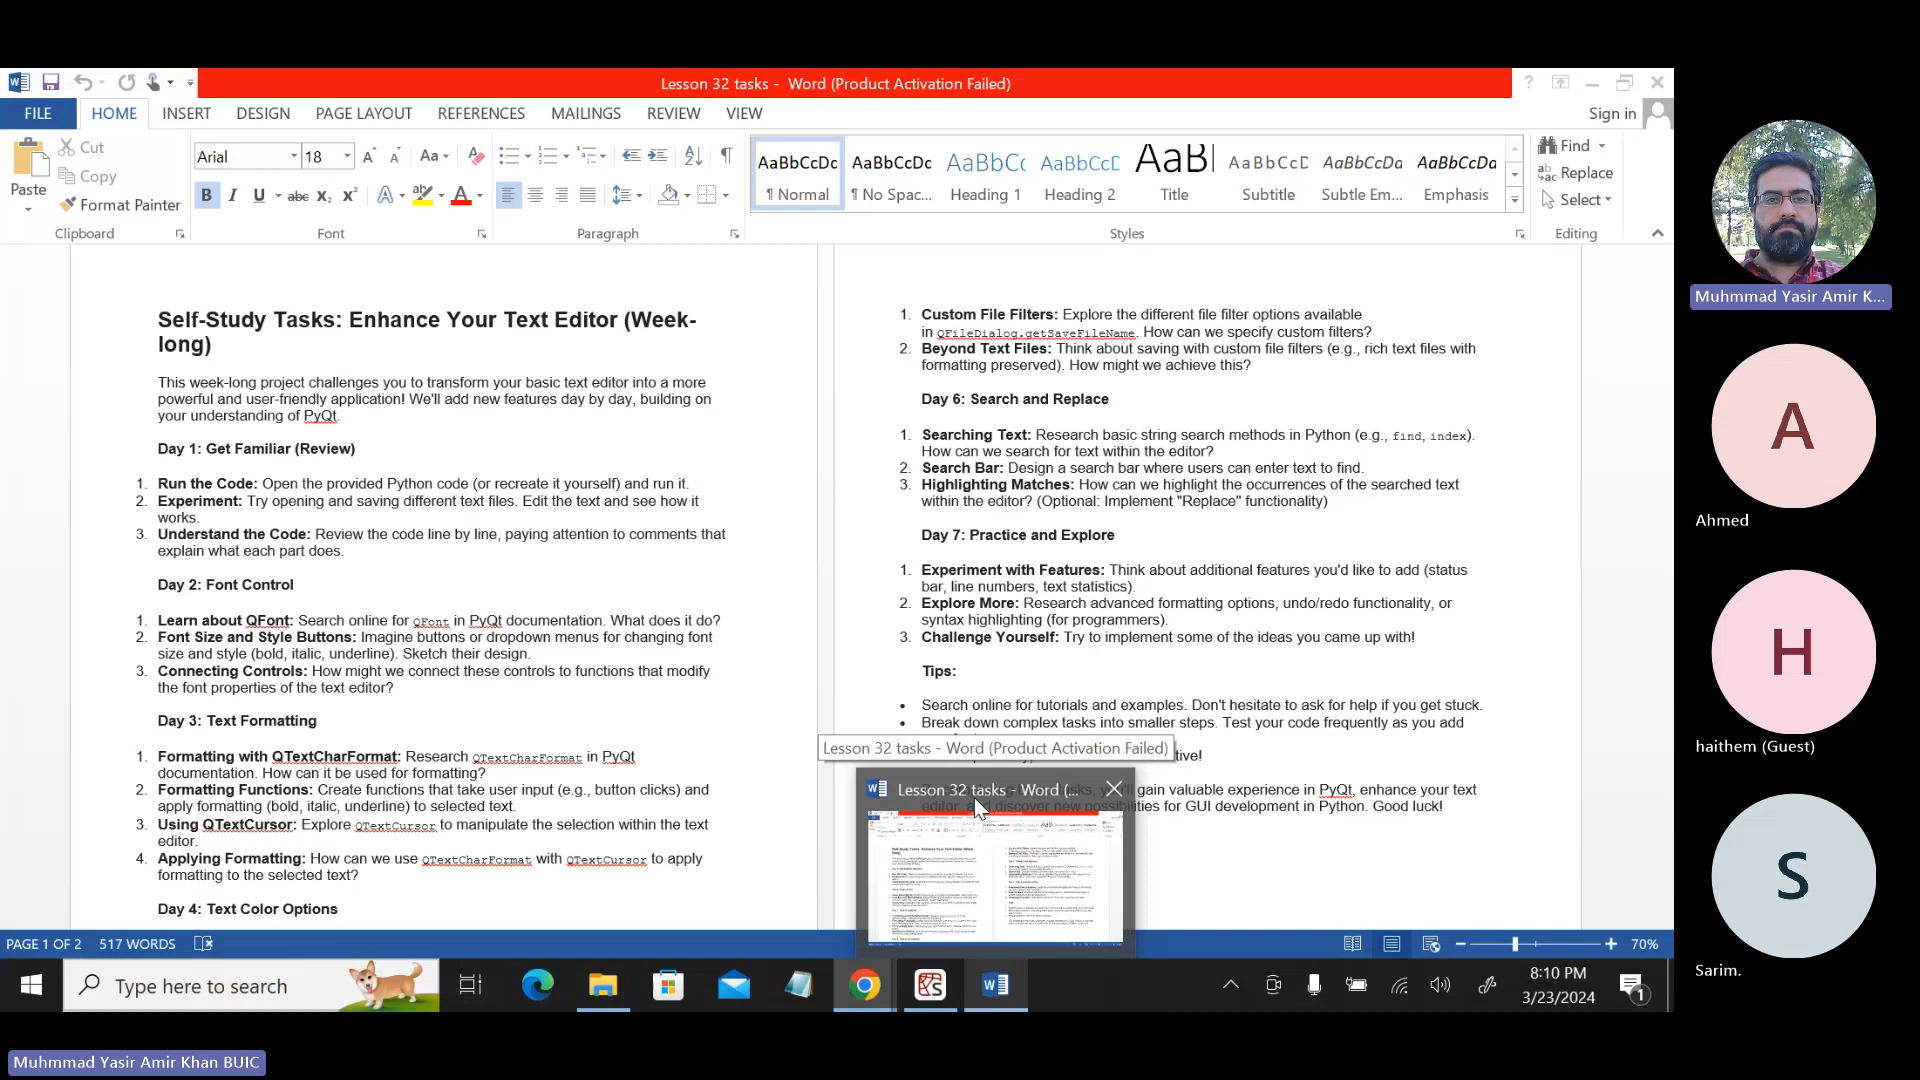 Lesson 32 tasks - Word (Product Activation Failed)
FILE HOME INSERT DESIGN PAGE LAYOUT REFERENCES MAILINGS REVIEW VIEW
Sign in
Paste
Cut
Copy
Format Painter
Clipboard
Arial 18
Font
Paragraph
AaBbCcDc AaBbCcDc AaBbCc AaBbCcD AaB AaBbCcD AaBbCcDa AaBbCcDa
¶ Normal ¶ No Spac... Heading 1 Heading 2 Title Subtitle Subtle Em... Emphasis
Styles
Find
Replace
Select
Editing
Self-Study Tasks: Enhance Your Text Editor (Week-
long)
This week-long project challenges you to transform your basic text editor into a more
powerful and user-friendly application! We'll add new features day by day, building on
your understanding of PyQt.
Day 1: Get Familiar (Review)
1. Run the Code: Open the provided Python code (or recreate it yourself) and run it.
2. Experiment: Try opening and saving different text files. Edit the text and see how it
works.
3. Understand the Code: Review the code line by line, paying attention to comments that
explain what each part does.
Day 2: Font Control
1. Learn about QFont: Search online for QFont in PyQt documentation. What does it do?
2. Font Size and Style Buttons: Imagine buttons or dropdown menus for changing font
size and style (bold, italic, underline). Sketch their design.
3. Connecting Controls: How might we connect these controls to functions that modify
the font properties of the text editor?
Day 3: Text Formatting
1. Formatting with QTextCharFormat: Research QTextCharFormat in PyQt
documentation. How can it be used for formatting?
2. Formatting Functions: Create functions that take user input (e.g., button clicks) and
apply formatting (bold, italic, underline) to selected text.
3. Using QTextCursor: Explore QTextCursor to manipulate the selection within the text
editor.
4. Applying Formatting: How can we use QTextCharFormat with QTextCursor to apply
formatting to the selected text?
Day 4: Text Color Options
1. Custom File Filters: Explore the different file filter options available
in QFileDialog.getSaveFileName. How can we specify custom filters?
2. Beyond Text Files: Think about saving with custom file filters (e.g., rich text files with
formatting preserved). How might we achieve this?
Day 6: Search and Replace
1. Searching Text: Research basic string search methods in Python (e.g., find, index).
How can we search for text within the editor?
2. Search Bar: Design a search bar where users can enter text to find.
3. Highlighting Matches: How can we highlight the occurrences of the searched text
within the editor? (Optional: Implement "Replace" functionality)
Day 7: Practice and Explore
1. Experiment with Features: Think about additional features you'd like to add (status
bar, line numbers, text statistics).
2. Explore More: Research advanced formatting options, undo/redo functionality, or
syntax highlighting (for programmers).
3. Challenge Yourself: Try to implement some of the ideas you came up with!
Tips:
• Search online for tutorials and examples. Don't hesitate to ask for help if you get stuck.
• Break down complex tasks into smaller steps. Test your code frequently as you add
tive!
gain valuable experience in PyQt, enhance your text
and discover new possibilities for GUI development in Python. Good luck!
Lesson 32 tasks - Word (Product Activation Failed)
Lesson 32 tasks - Word (...
PAGE 1 OF 2 517 WORDS
70%
Type here to search
8:10 PM
3/23/2024
1
Muhmmad Yasir Amir K...
A
Ahmed
H
haithem (Guest)
S
Sarim.
Muhmmad Yasir Amir Khan BUIC